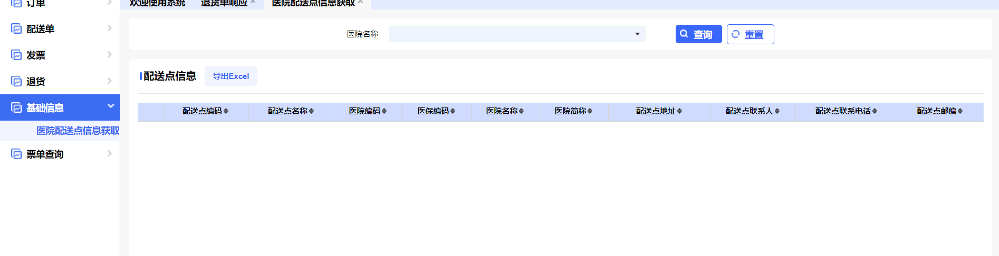 订单
欢迎使用系统 退货单响应 医院配送点信息获取
配送单
医院名称
查询
重置
发票
退货
配送点信息
导出Excel
基础信息
医院配送点信息获取
票单查询
配送点编码 配送点名称 医院编码 医保编码 医院名称 医院简称 配送点地址 配送点联系人 配送点联系电话 配送点邮编